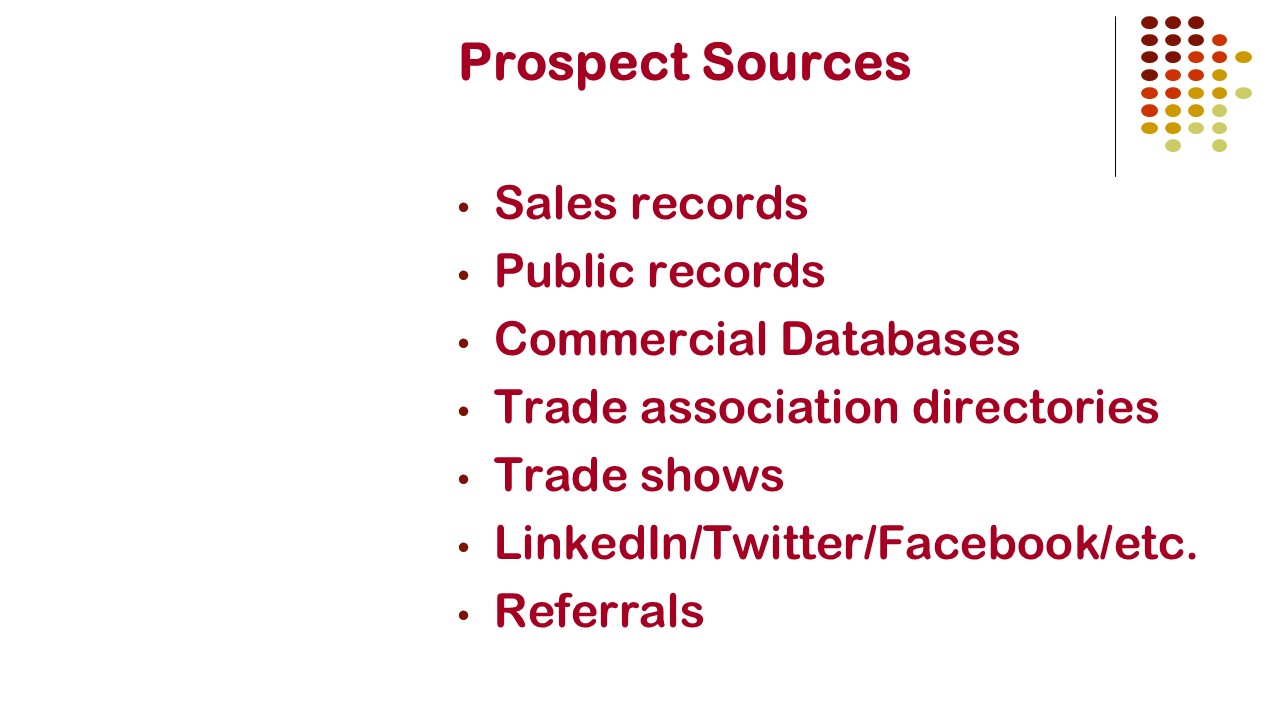 Prospect Sources
• Sales records
• Public records
• Commercial Databases
• Trade association directories
• Trade shows
• LinkedIn/Twitter/Facebook/etc.
• Referrals